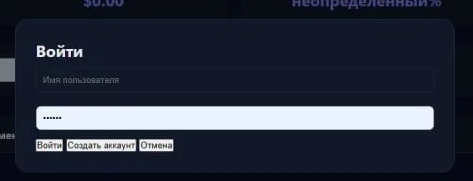 $0.00 неопределенный%
Войти
Имя пользователя
••••••
Войти Создать аккаунт Отмена